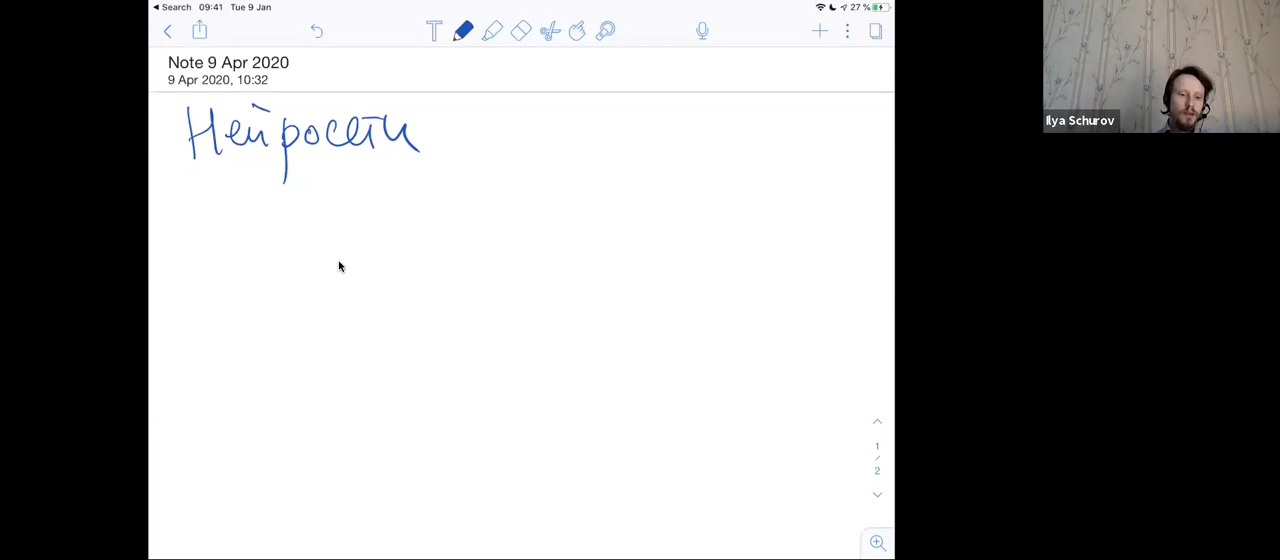 Search 09:41 Tue 9 Jan 27 %
T
Note 9 Apr 2020
9 Apr 2020, 10:32
Нейросети
1
/
2
Ilya Schurov